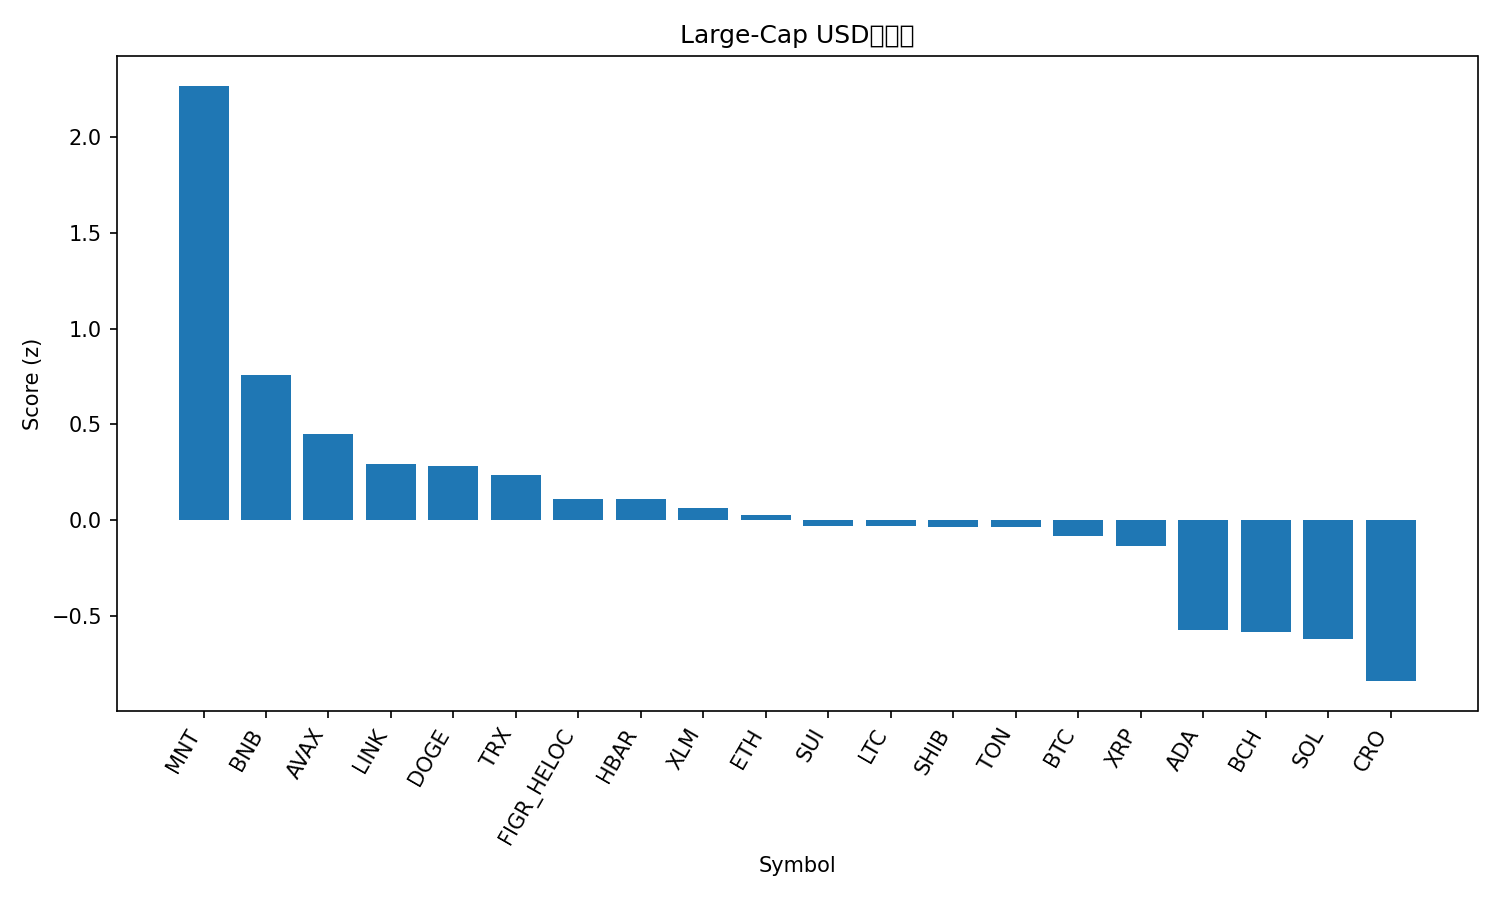 Large-Cap USD
Score (z)
2.0
1.5
1.0
0.5
0.0
−0.5
MNT
BNB
AVAX
LINK
DOGE
TRX
FIGR_HELOC
HBAR
XLM
ETH
SUI
LTC
SHIB
TON
BTC
XRP
ADA
BCH
SOL
CRO
Symbol